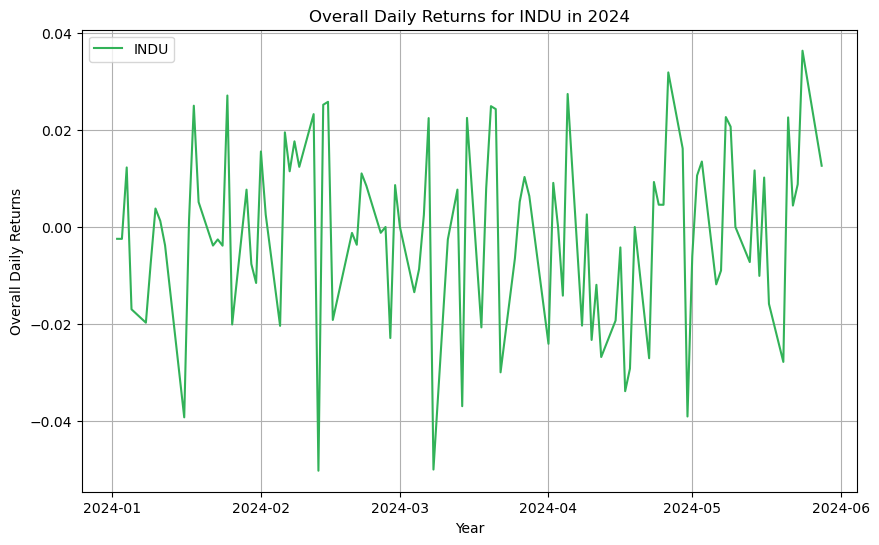 Overall Daily Returns for INDU in 2024
INDU
Overall Daily Returns
0.04
0.02
0.00
−0.02
−0.04
2024-01
2024-02
2024-03
2024-04
2024-05
2024-06
Year